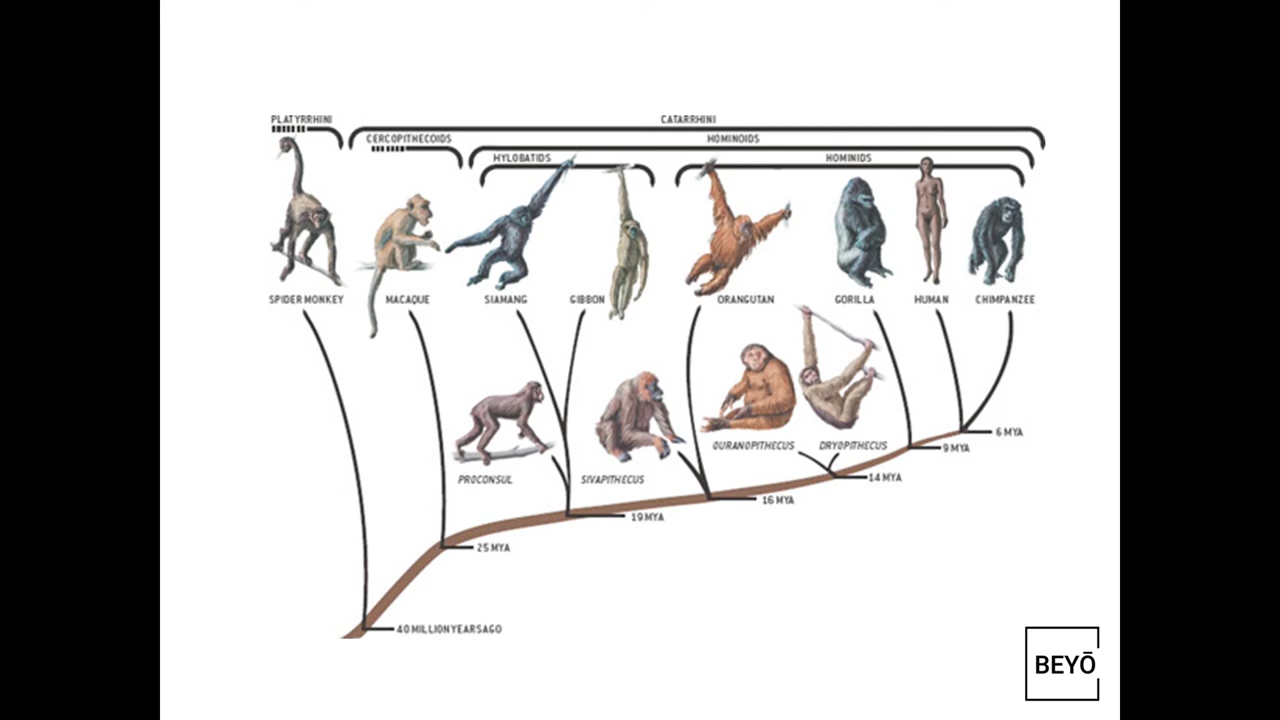 PLATYRRHINI
CATARRHINI
CERCOPITHECOIDS
HOMINOIDS
HYLOBATIDS
HOMINIDS
SPIDER MONKEY
MACAQUE
SIAMANG
GIBBON
ORANGUTAN
GORILLA
HUMAN
CHIMPANZEE
PROCONSUL
SIVAPITHECUS
OURANOPITHECUS
DRYOPITHECUS
6 MYA
9 MYA
14 MYA
16 MYA
19 MYA
25 MYA
40 MILLION YEARS AGO
BEYŌ